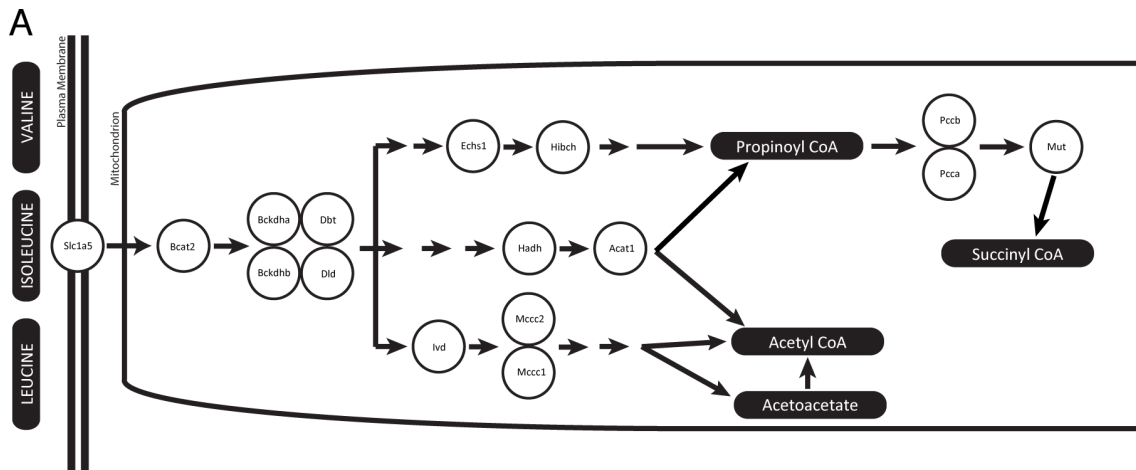 A
VALINE
ISOLEUCINE
LEUCINE
Plasma Membrane
Mitochondrion
Slc1a5
Bcat2
Bckdha
Dbt
Bckdhb
Dld
Echs1
Hibch
Propinoyl CoA
Pccb
Pcca
Mut
Succinyl CoA
Hadh
Acat1
Ivd
Mccc2
Mccc1
Acetyl CoA
Acetoacetate